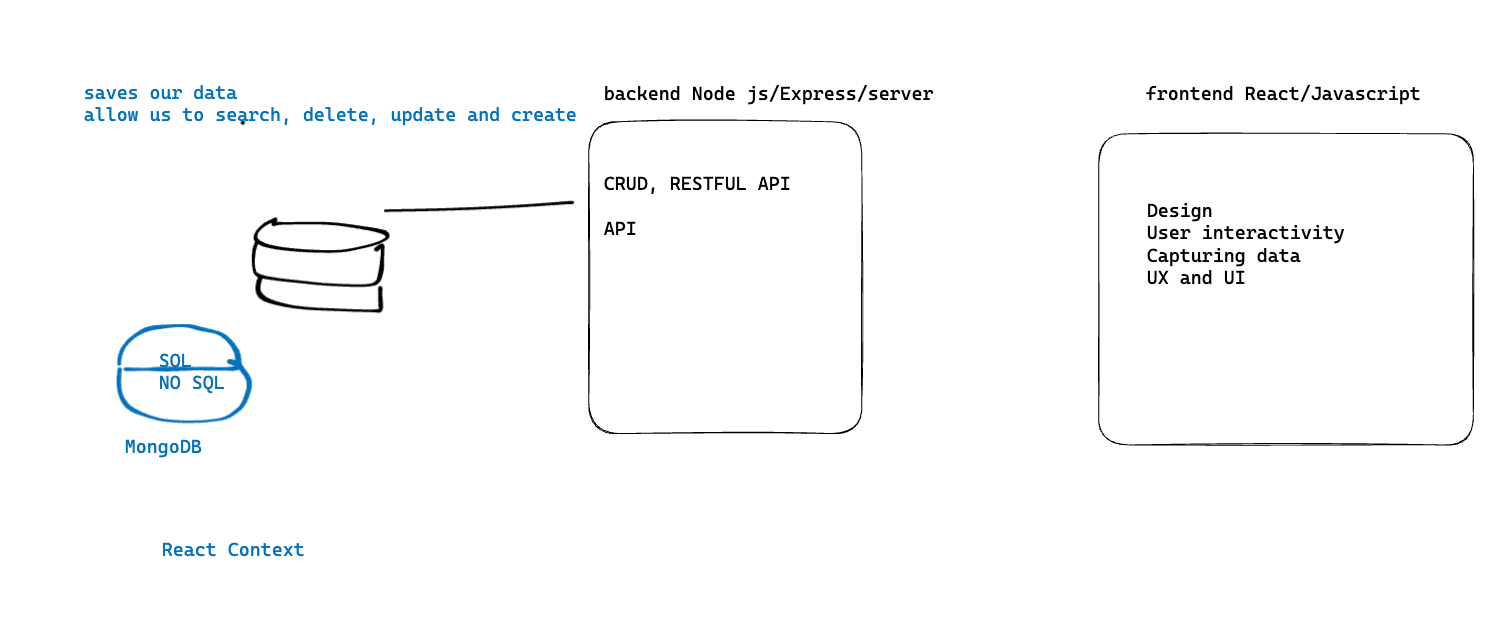 saves our data
allow us to search, delete, update and create
backend Node js/Express/server
frontend React/Javascript
CRUD, RESTFUL API
API
Design
User interactivity
Capturing data
UX and UI
SQL
NO SQL
MongoDB
React Context